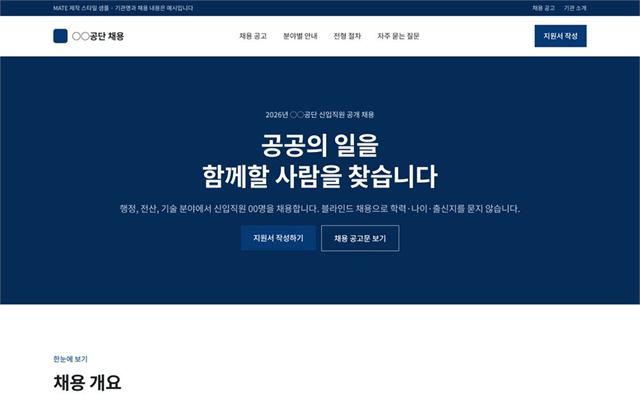 MATE 제작 스타일 샘플 · 기관명과 채용 내용은 예시입니다
채용 공고 기관 소개
○○공단 채용
채용 공고 분야별 안내 전형 절차 자주 묻는 질문
지원서 작성
2026년 ○○공단 신입직원 공개 채용
공공의 일을
함께할 사람을 찾습니다
행정, 전산, 기술 분야에서 신입직원 00명을 채용합니다. 블라인드 채용으로 학력·나이·출신지를 묻지 않습니다.
지원서 작성하기 채용 공고문 보기
한눈에 보기
채용 개요